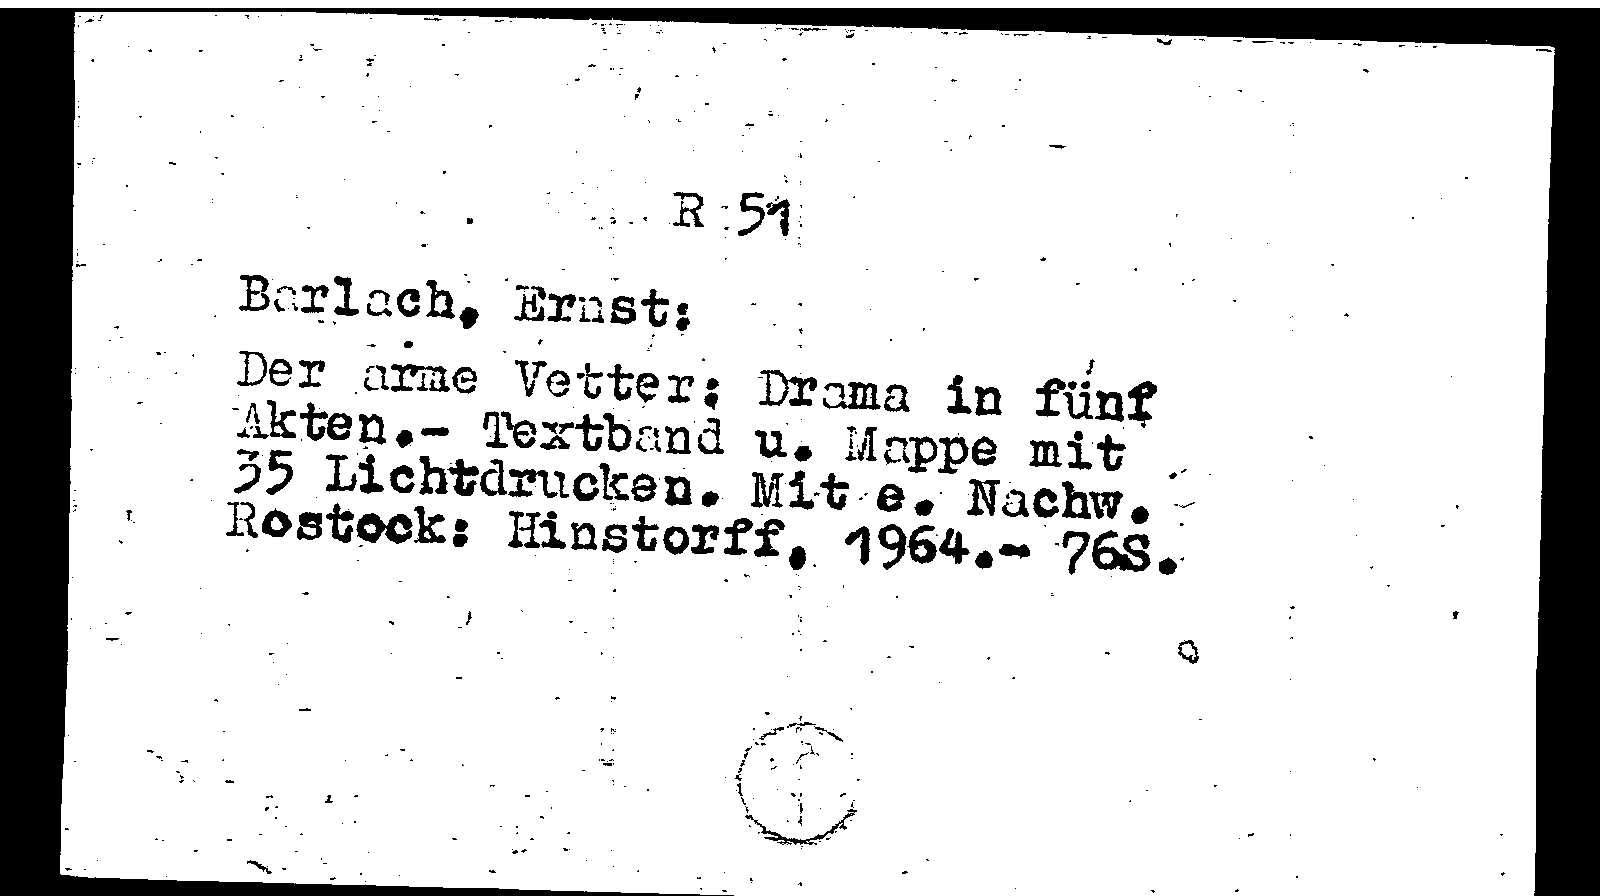 R 51
Barlach, Ernst:
Der arme Vetter: Drama in fünf
Akten.- Textband u. Mappe mit
35 Lichtdrucken. Mit e. Nachw.
Rostock: Hinstorff, 1964.- 76S.